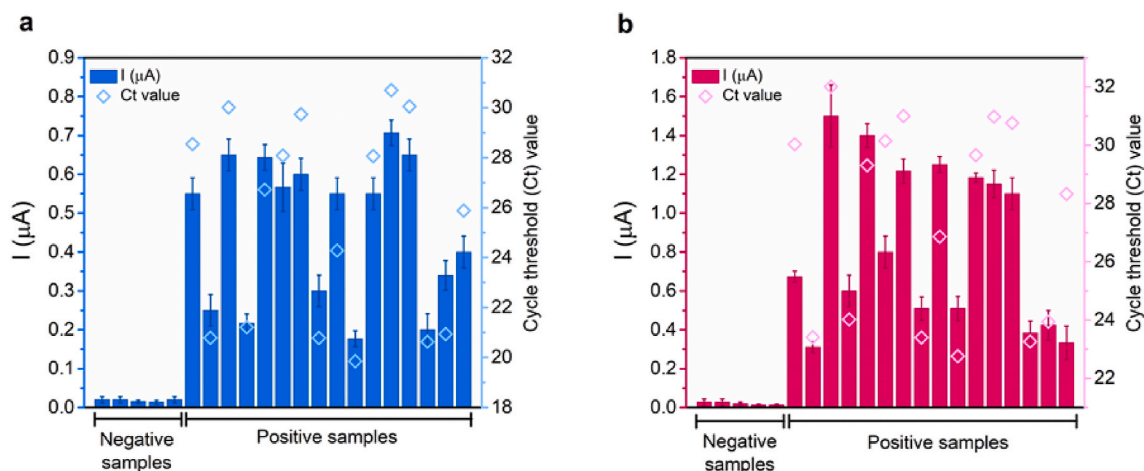 a
I (μA)
Ct value
0.9
0.8
0.7
0.6
0.5
0.4
0.3
0.2
0.1
0.0
I (μA)
32
30
28
26
24
22
20
18
Cycle threshold (Ct) value
Negative
samples
Positive samples
b
I (μA)
Ct value
1.8
1.6
1.4
1.2
1.0
0.8
0.6
0.4
0.2
0.0
I (μA)
32
30
28
26
24
22
Cycle threshold (Ct) value
Negative
samples
Positive samples